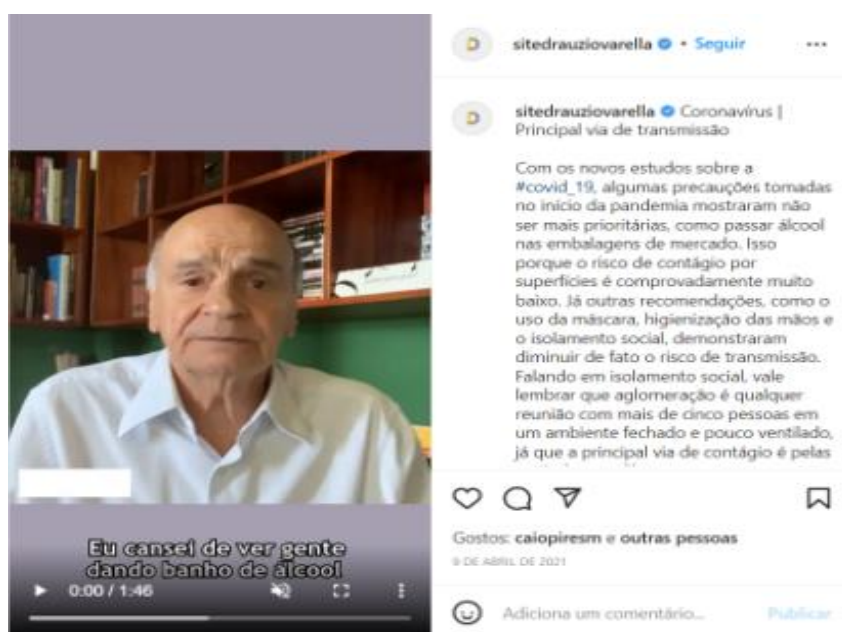 sitedrauziovarella • Seguir
sitedrauziovarella Coronavírus |
Principal via de transmissão
Com os novos estudos sobre a
#covid_19, algumas precauções tomadas
no início da pandemia mostraram não
ser mais prioritárias, como passar álcool
nas embalagens de mercado. Isso
porque o risco de contágio por
superfícies é comprovadamente muito
baixo. Já outras recomendações, como o
uso da máscara, higienização das mãos e
o isolamento social, demonstraram
diminuir de fato o risco de transmissão.
Falando em isolamento social, vale
lembrar que aglomeração é qualquer
reunião com mais de cinco pessoas em
um ambiente fechado e pouco ventilado,
já que a principal via de contágio é pelas
Eu cansei de ver gente
dando banho de álcool
0:00 / 1:46
Gostos: caiopiresm e outras pessoas
9 DE ABRIL DE 2021
Adiciona um comentário...
Publicar